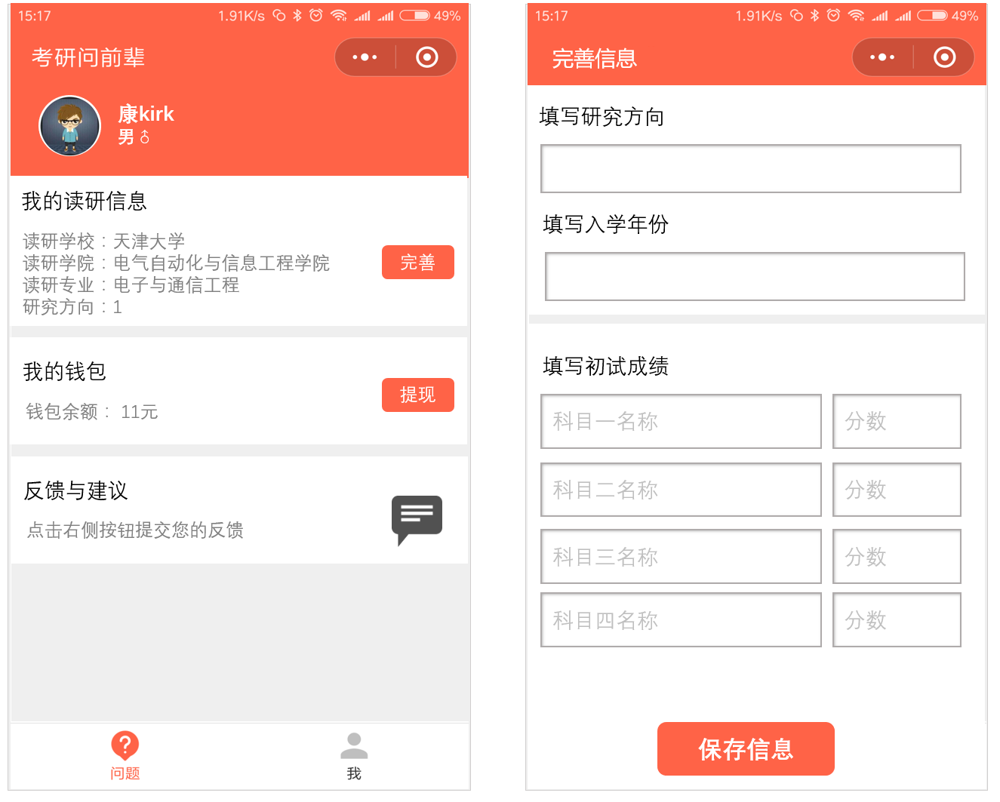 15:17
1.91K/s
49%
考研问前辈
康kirk
男♂
我的读研信息
读研学校：天津大学
读研学院：电气自动化与信息工程学院
读研专业：电子与通信工程
研究方向：1
完善
我的钱包
钱包余额： 11元
提现
反馈与建议
点击右侧按钮提交您的反馈
问题
我
15:17
1.91K/s
49%
完善信息
填写研究方向
填写入学年份
填写初试成绩
科目一名称
分数
科目二名称
分数
科目三名称
分数
科目四名称
分数
保存信息